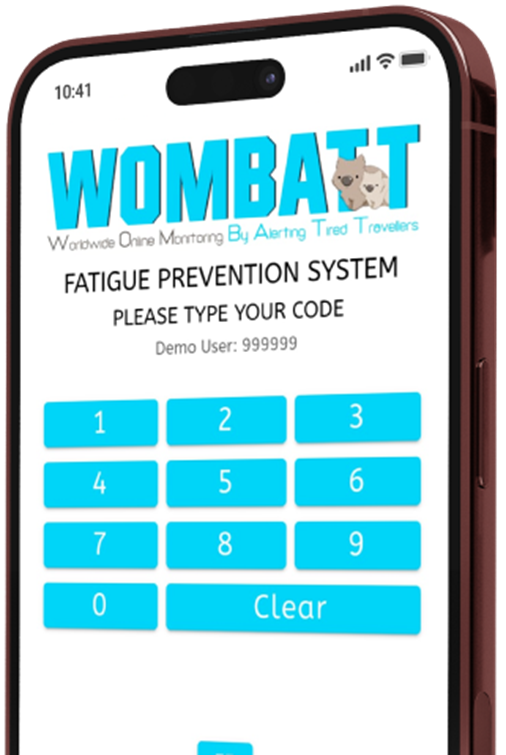 10:41
WOMBATT
Worldwide Online Monitoring By Alerting Tired Travellers
FATIGUE PREVENTION SYSTEM
PLEASE TYPE YOUR CODE
Demo User: 999999
1 2 3
4 5 6
7 8 9
0 Clear